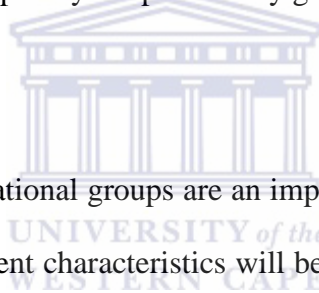 ational groups are an imp
UNIVERSITY of the
ent characteristics will be
WESTERN CAPE